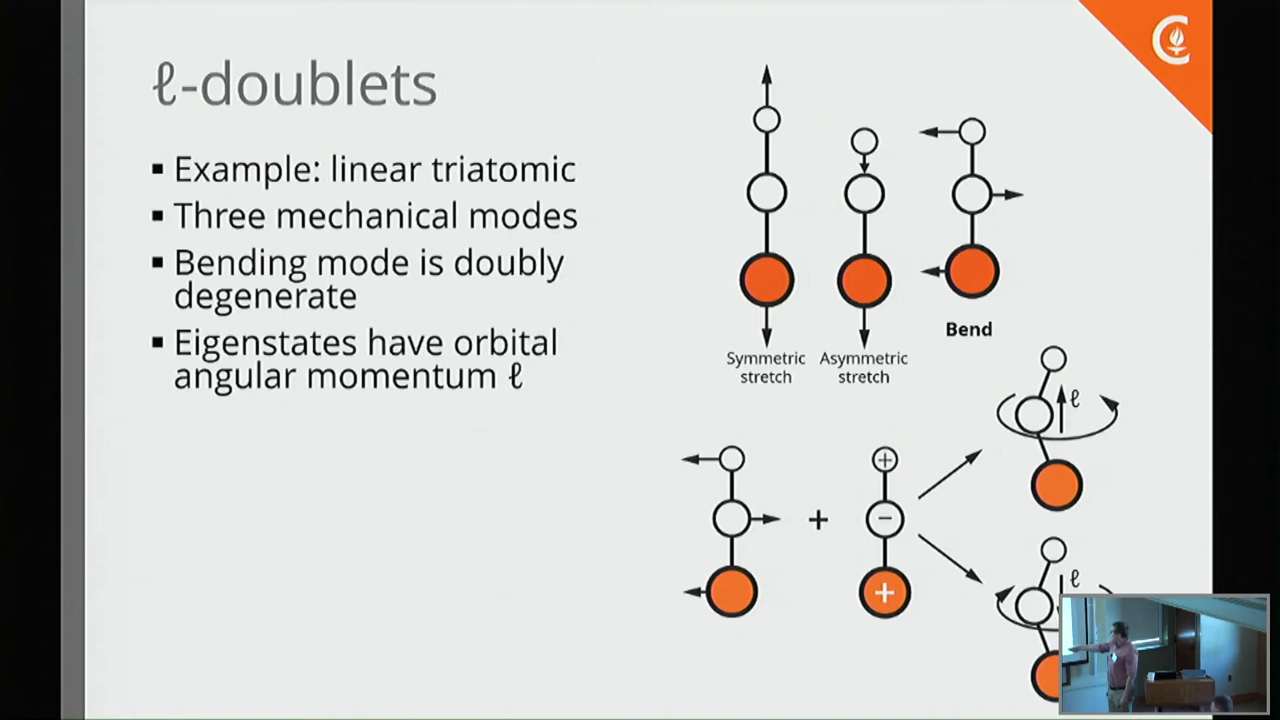 ℓ-doublets
▪ Example: linear triatomic
▪ Three mechanical modes
▪ Bending mode is doubly
degenerate
▪ Eigenstates have orbital
angular momentum ℓ
Bend
Symmetric
stretch
Asymmetric
stretch
ℓ
+
+
−
+
ℓ